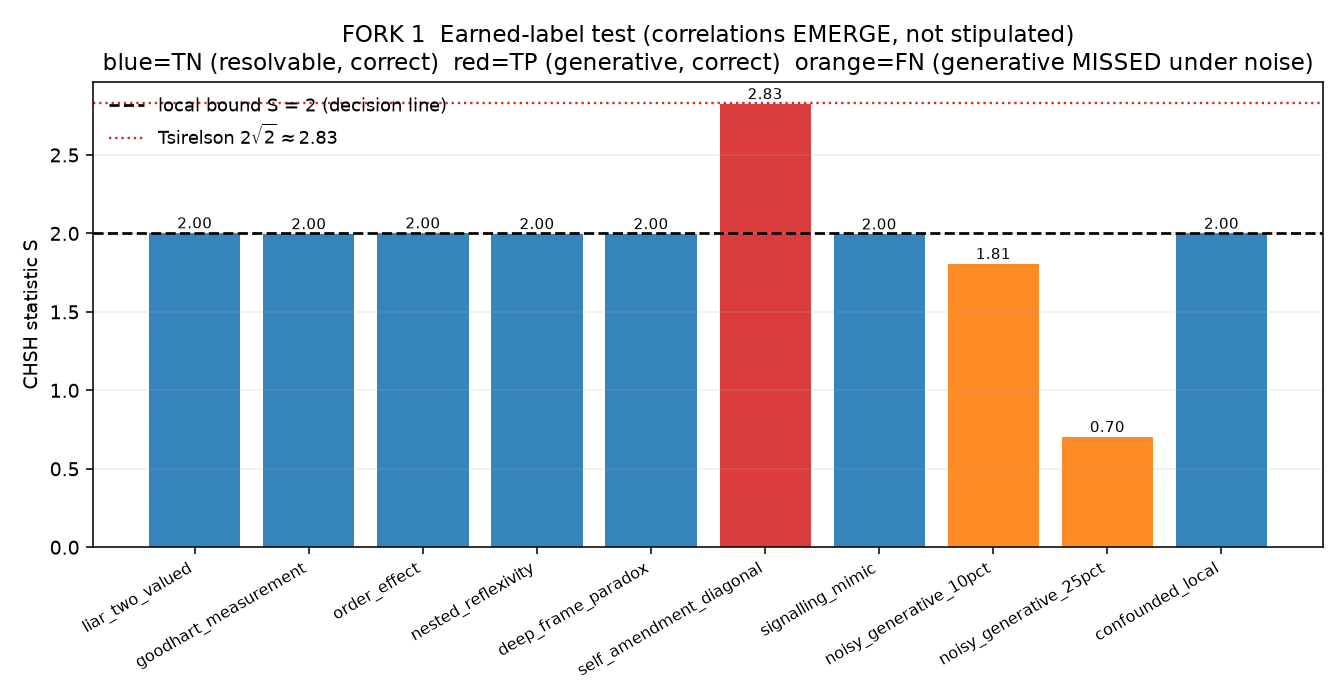 FORK 1  Earned-label test (correlations EMERGE, not stipulated)
blue=TN (resolvable, correct)  red=TP (generative, correct)  orange=FN (generative MISSED under noise)
local bound S = 2 (decision line)
Tsirelson 2√2 ≈ 2.83
CHSH statistic S
2.5
2.0
1.5
1.0
0.5
0.0
2.00
2.00
2.00
2.00
2.00
2.83
2.00
1.81
0.70
2.00
liar_two_valued
goodhart_measurement
order_effect
nested_reflexivity
deep_frame_paradox
self_amendment_diagonal
signalling_mimic
noisy_generative_10pct
noisy_generative_25pct
confounded_local